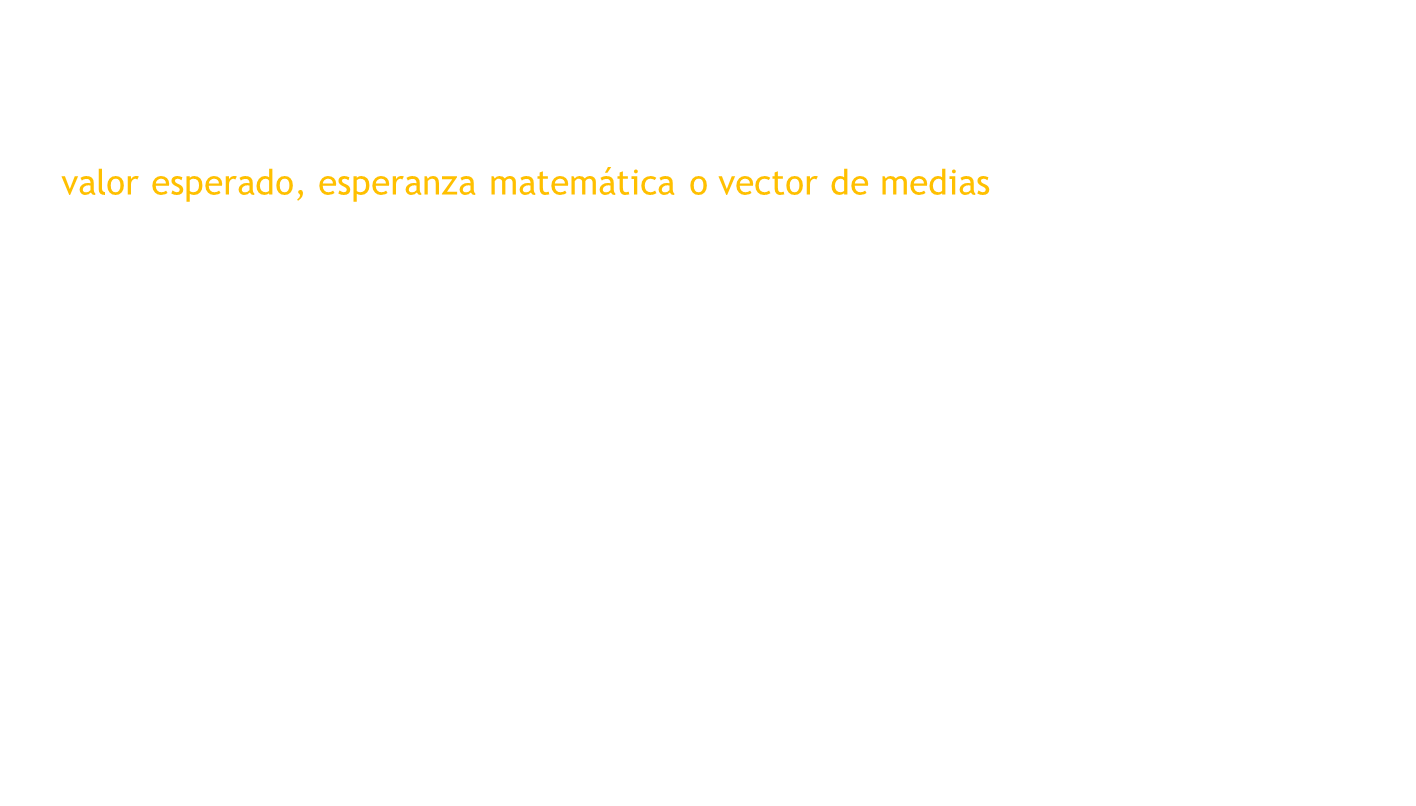 valor esperado, esperanza matemática o vector de medias